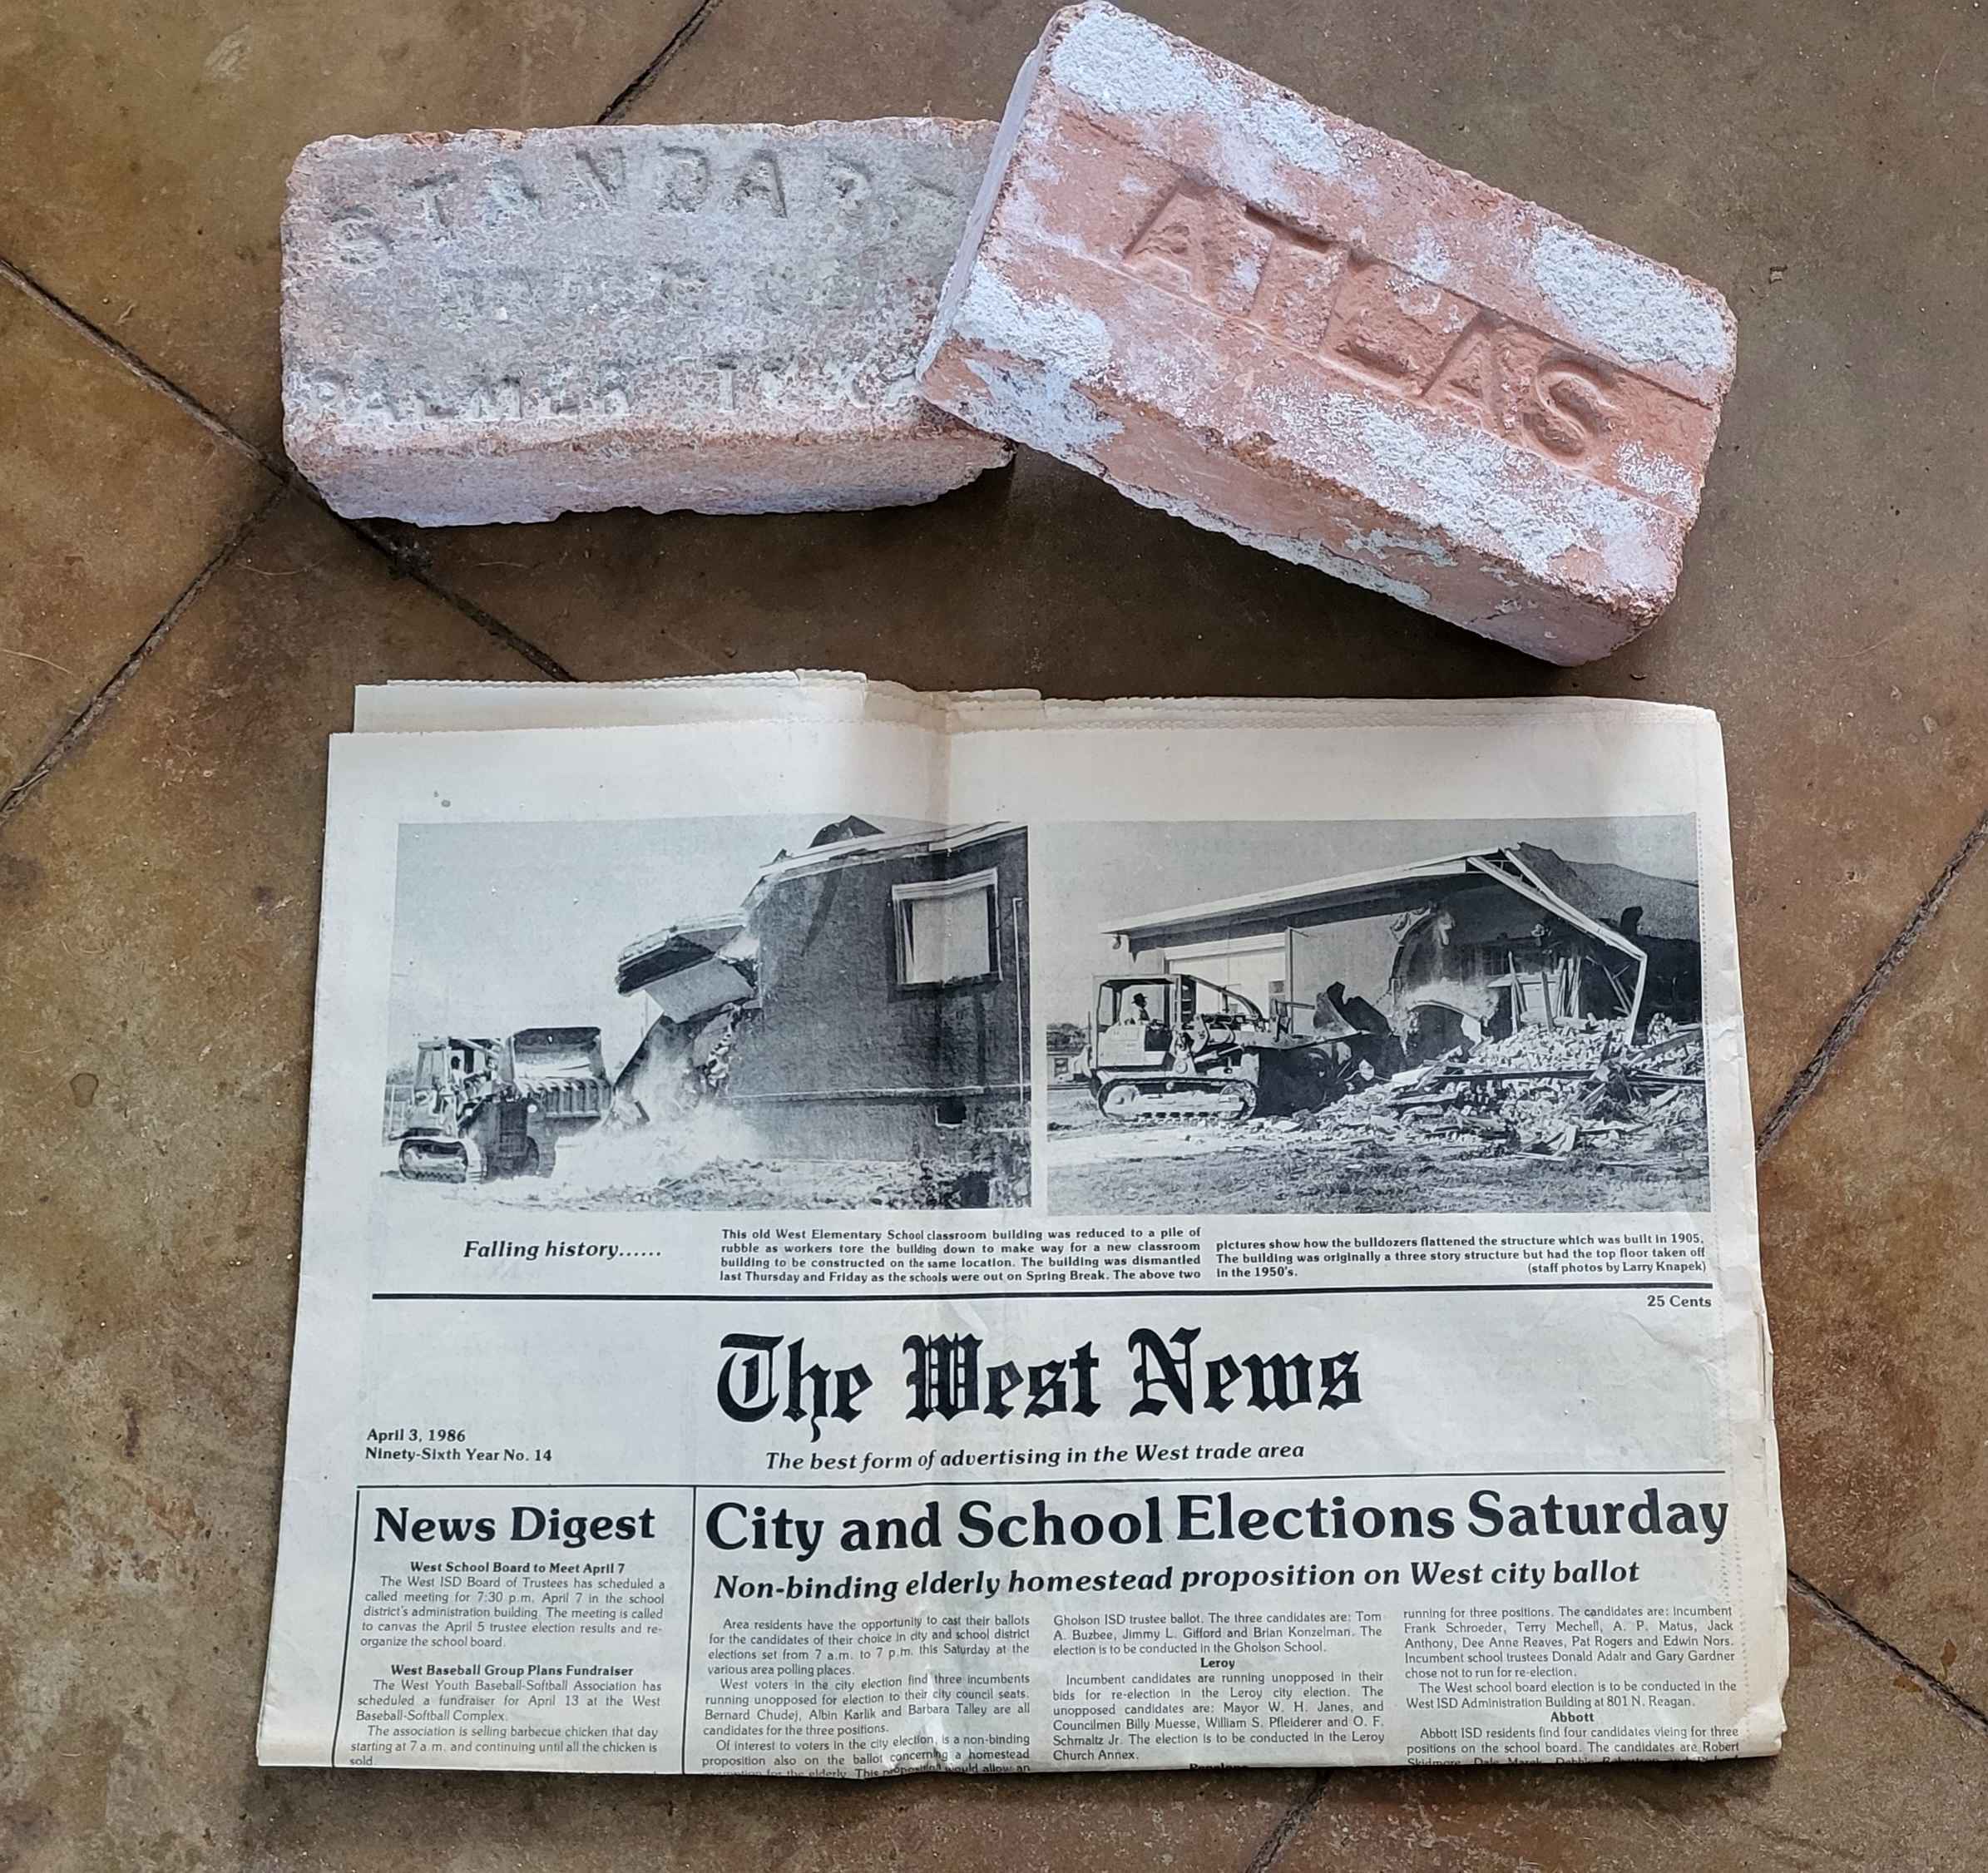 STANDARD
PALMER TEXA
ATLAS
Falling history......
This old West Elementary School classroom building was reduced to a pile of
rubble as workers tore the building down to make way for a new classroom
building to be constructed on the same location. The building was dismantled
last Thursday and Friday as the schools were out on Spring Break. The above two
pictures show how the bulldozers flattened the structure which was built in 1905.
The building was originally a three story structure but had the top floor taken off
in the 1950's.
(staff photos by Larry Knapek)
25 Cents
The West News
April 3, 1986
Ninety-Sixth Year No. 14
The best form of advertising in the West trade area
News Digest
West School Board to Meet April 7
The West ISD Board of Trustees has scheduled a
called meeting for 7:30 p.m. April 7 in the school
district's administration building. The meeting is called
to canvas the April 5 trustee election results and re-
organize the school board.
West Baseball Group Plans Fundraiser
The West Youth Baseball-Softball Association has
scheduled a fundraiser for April 13 at the West
Baseball-Softball Complex.
The association is selling barbecue chicken that day
starting at 7 a.m. and continuing until all the chicken is
sold.
City and School Elections Saturday
Non-binding elderly homestead proposition on West city ballot
Area residents have the opportunity to cast their ballots
for the candidates of their choice in city and school district
elections set from 7 a.m. to 7 p.m. this Saturday at the
various area polling places.
West voters in the city election find three incumbents
running unopposed for election to their city council seats.
Bernard Chudej, Albin Karlik and Barbara Talley are all
candidates for the three positions.
Of interest to voters in the city election, is a non-binding
proposition also on the ballot concerning a homestead
exemption for the elderly. This proposition would allow an
Gholson ISD trustee ballot. The three candidates are: Tom
A. Buzbee, Jimmy L. Gifford and Brian Konzelman. The
election is to be conducted in the Gholson School.
Leroy
Incumbent candidates are running unopposed in their
bids for re-election in the Leroy city election. The
unopposed candidates are: Mayor W. H. Janes, and
Councilmen Billy Muesse, William S. Pfleiderer and O. F.
Schmaltz Jr. The election is to be conducted in the Leroy
Church Annex.
Penelope
running for three positions. The candidates are: incumbent
Frank Schroeder, Terry Mechell, A. P. Matus, Jack
Anthony, Dee Anne Reaves, Pat Rogers and Edwin Nors.
Incumbent school trustees Donald Adair and Gary Gardner
chose not to run for re-election.
The West school board election is to be conducted in the
West ISD Administration Building at 801 N. Reagan.
Abbott
Abbott ISD residents find four candidates vieing for three
positions on the school board. The candidates are Robert